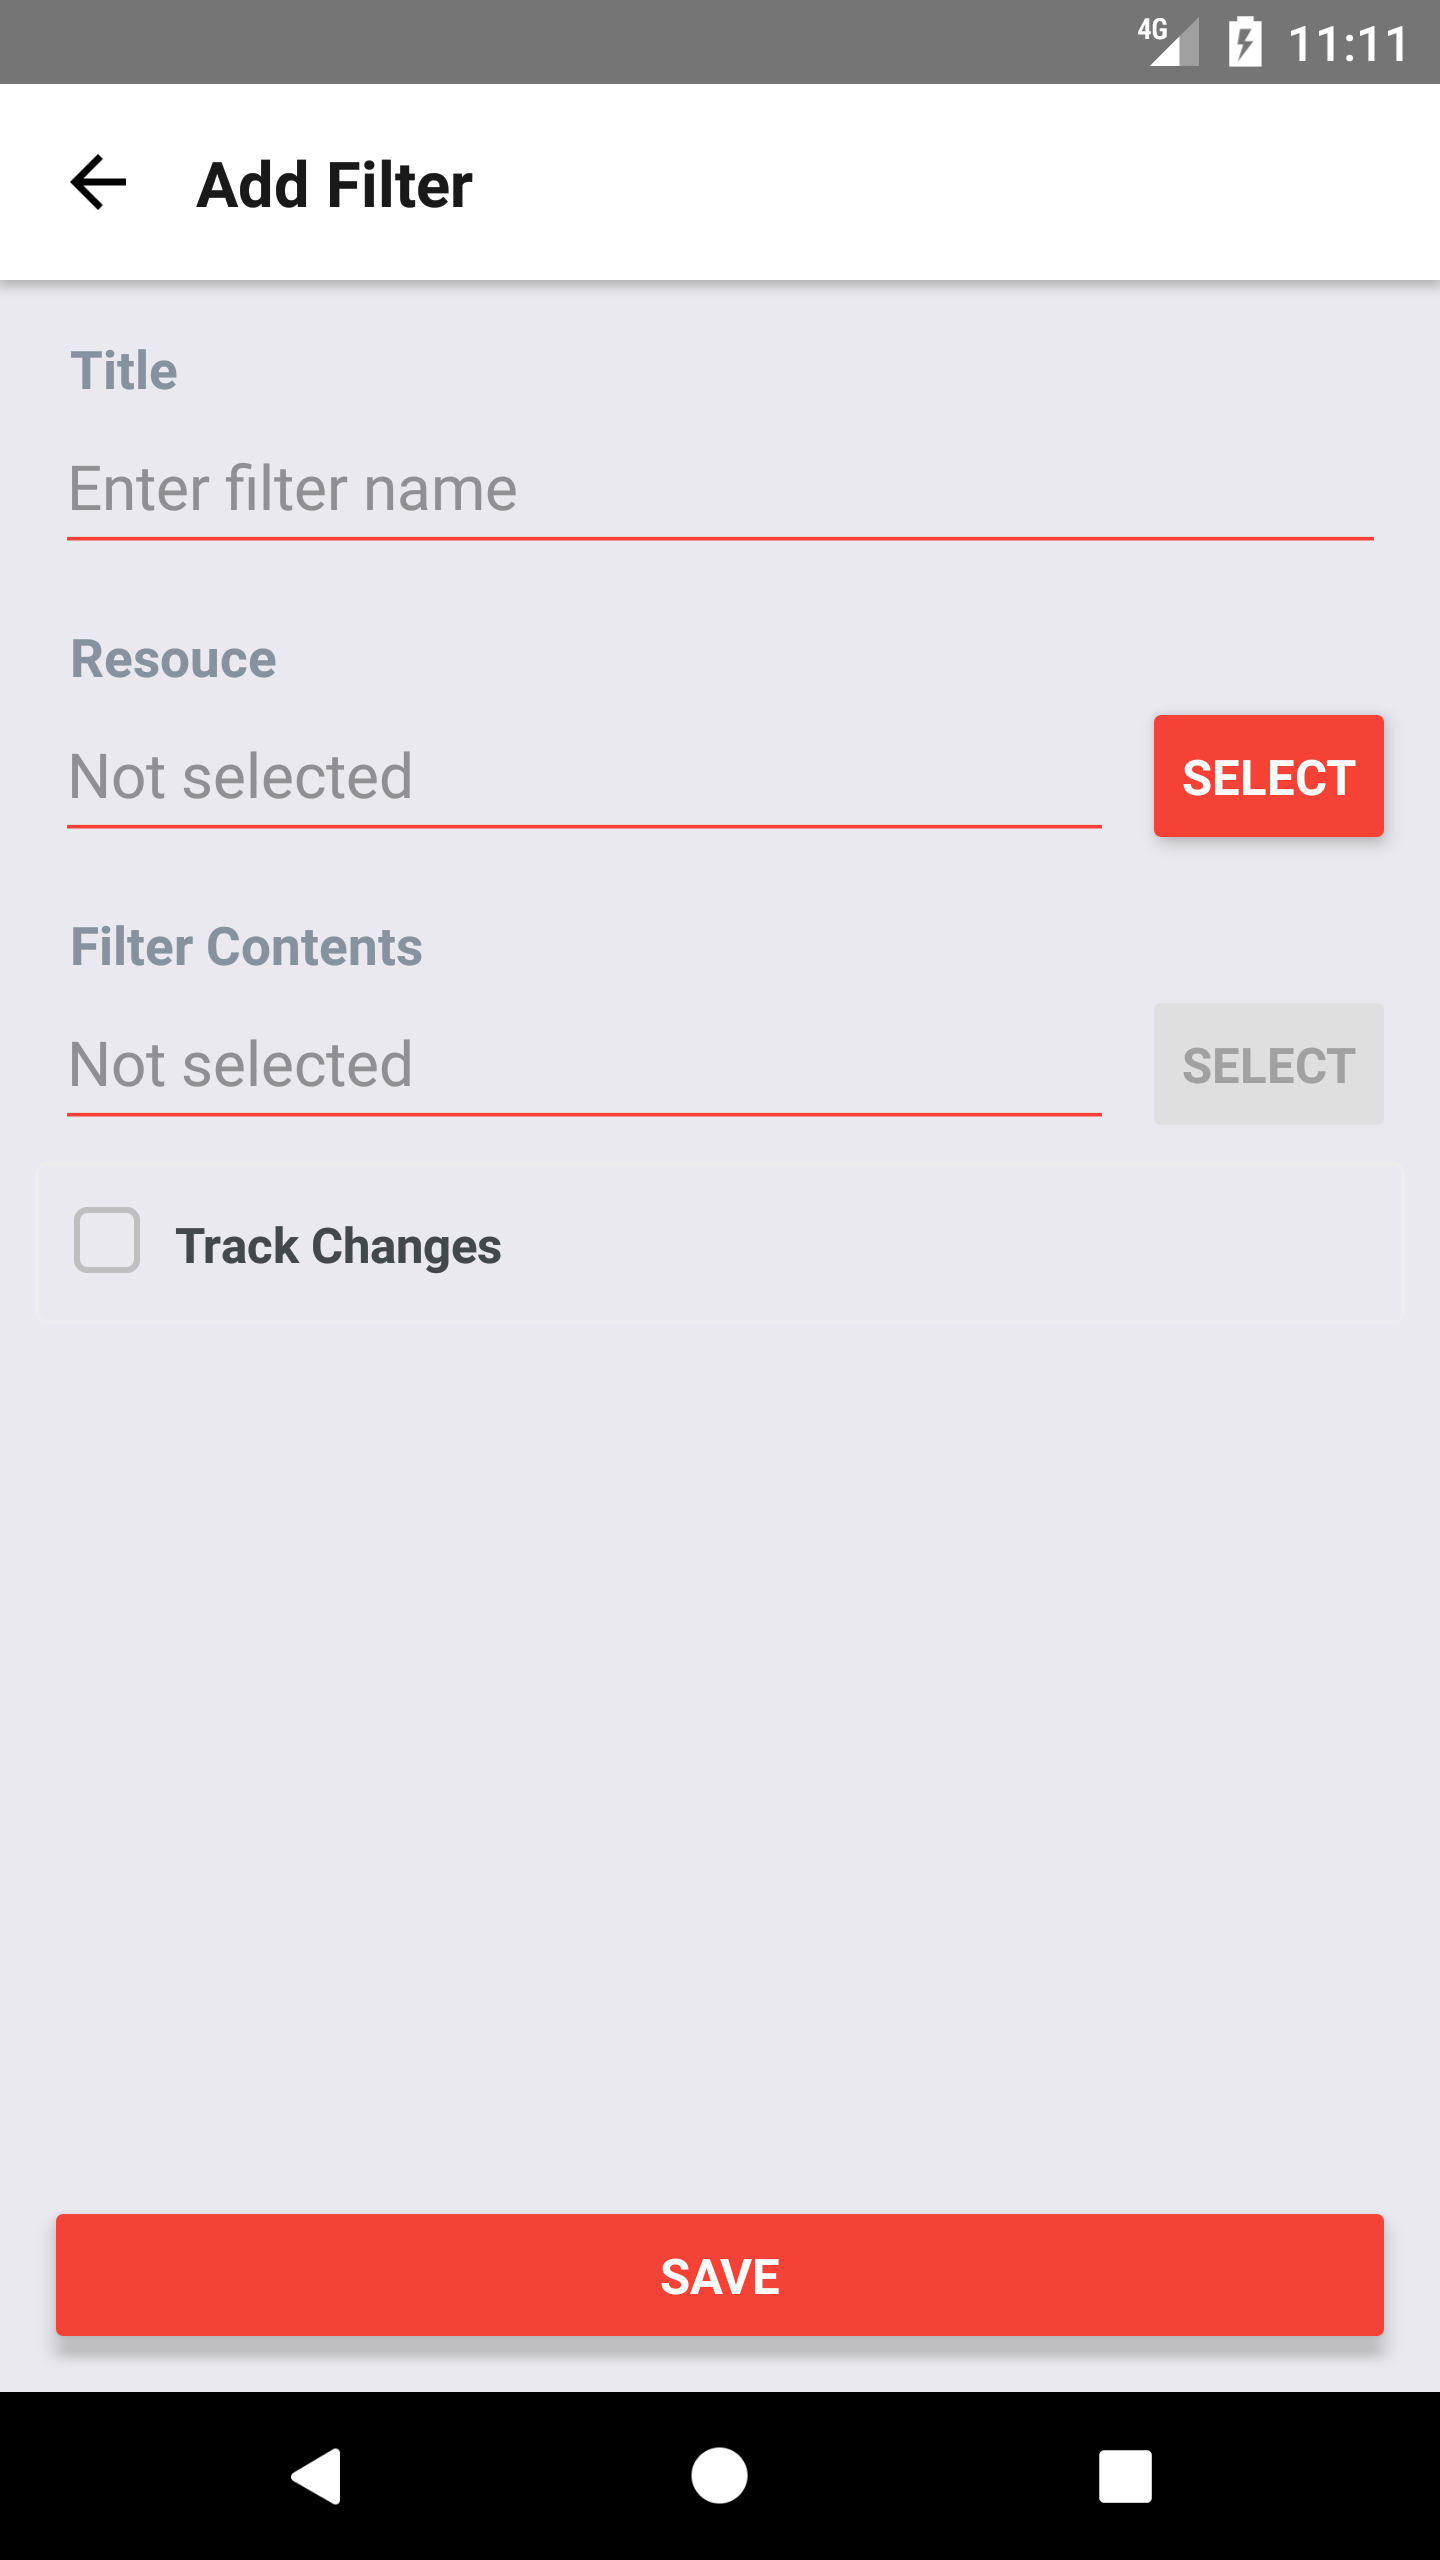 4G 11:11
Add Filter
Title
Enter filter name
Resouce
Not selected
SELECT
Filter Contents
Not selected
SELECT
Track Changes
SAVE